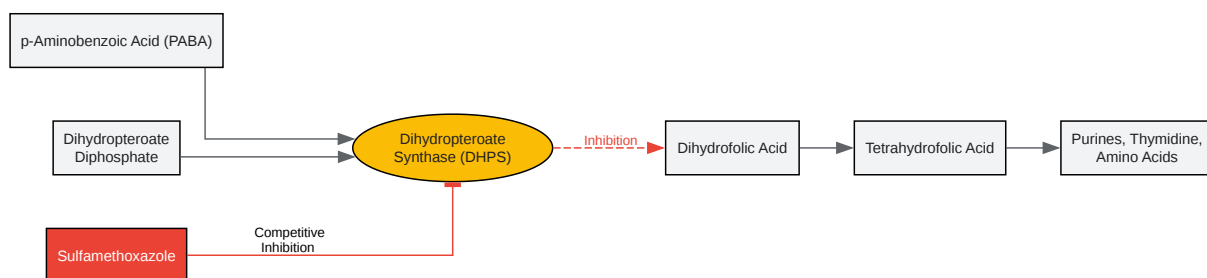 p-Aminobenzoic Acid (PABA)
Dihydropteroate
Diphosphate
Dihydropteroate
Synthase (DHPS)
Inhibition
Dihydrofolic Acid
Tetrahydrofolic Acid
Purines, Thymidine,
Amino Acids
Competitive
Inhibition
Sulfamethoxazole